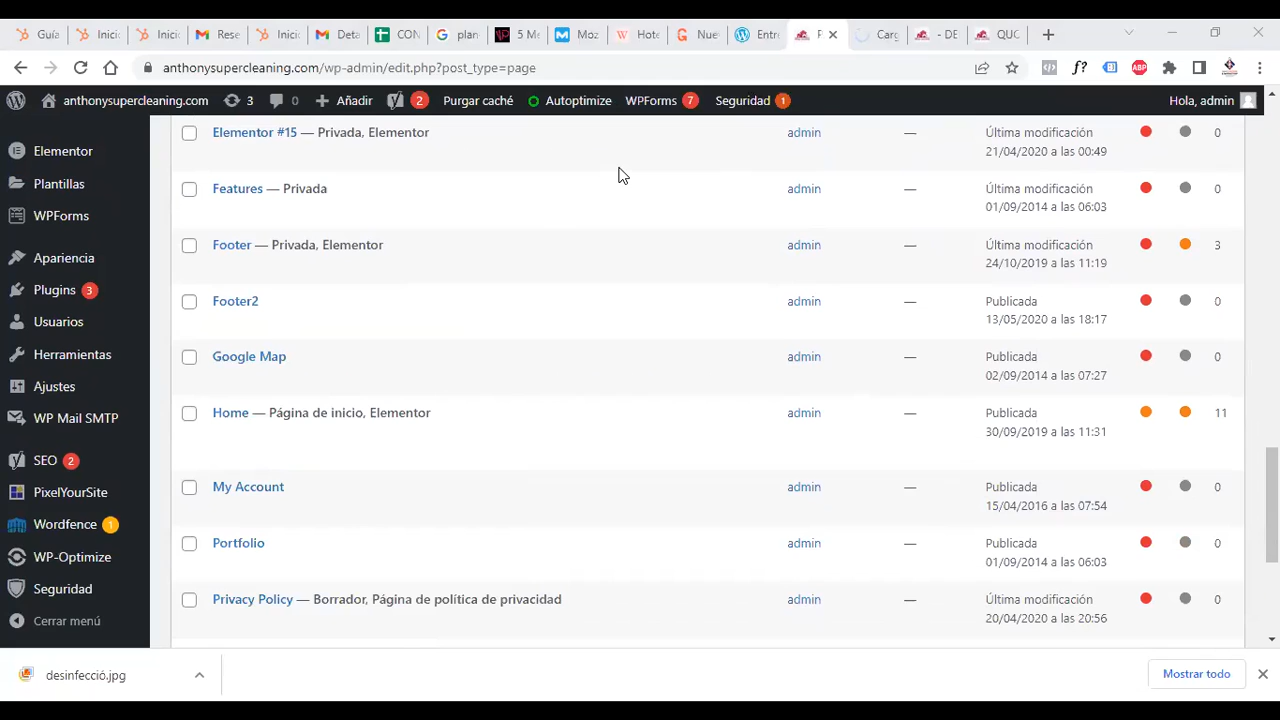 Guía
Inici
Inici
Rese
Inici
Deta
CON
plan
5 Me
Moz
Hote
Nue
Entr
Carg
- DE
QUC
anthonysupercleaning.com/wp-admin/edit.php?post_type=page
ABP
anthonysupercleaning.com
3
0
Añadir
2
Purgar caché
Autoptimize
WPForms 7
Seguridad 1
Hola, admin
Elementor
Plantillas
WPForms
Apariencia
Plugins 3
Usuarios
Herramientas
Ajustes
WP Mail SMTP
SEO 2
PixelYourSite
Wordfence 1
WP-Optimize
Seguridad
Cerrar menú
Elementor #15 — Privada, Elementor admin — Última modificación 0
21/04/2020 a las 00:49
Features — Privada admin — Última modificación 0
01/09/2014 a las 06:03
Footer — Privada, Elementor admin — Última modificación 3
24/10/2019 a las 11:19
Footer2 admin — Publicada 0
13/05/2020 a las 18:17
Google Map admin — Publicada 0
02/09/2014 a las 07:27
Home — Página de inicio, Elementor admin — Publicada 11
30/09/2019 a las 11:31
My Account admin — Publicada 0
15/04/2016 a las 07:54
Portfolio admin — Publicada 0
01/09/2014 a las 06:03
Privacy Policy — Borrador, Página de política de privacidad admin — Última modificación 0
20/04/2020 a las 20:56
desinfecció.jpg
Mostrar todo